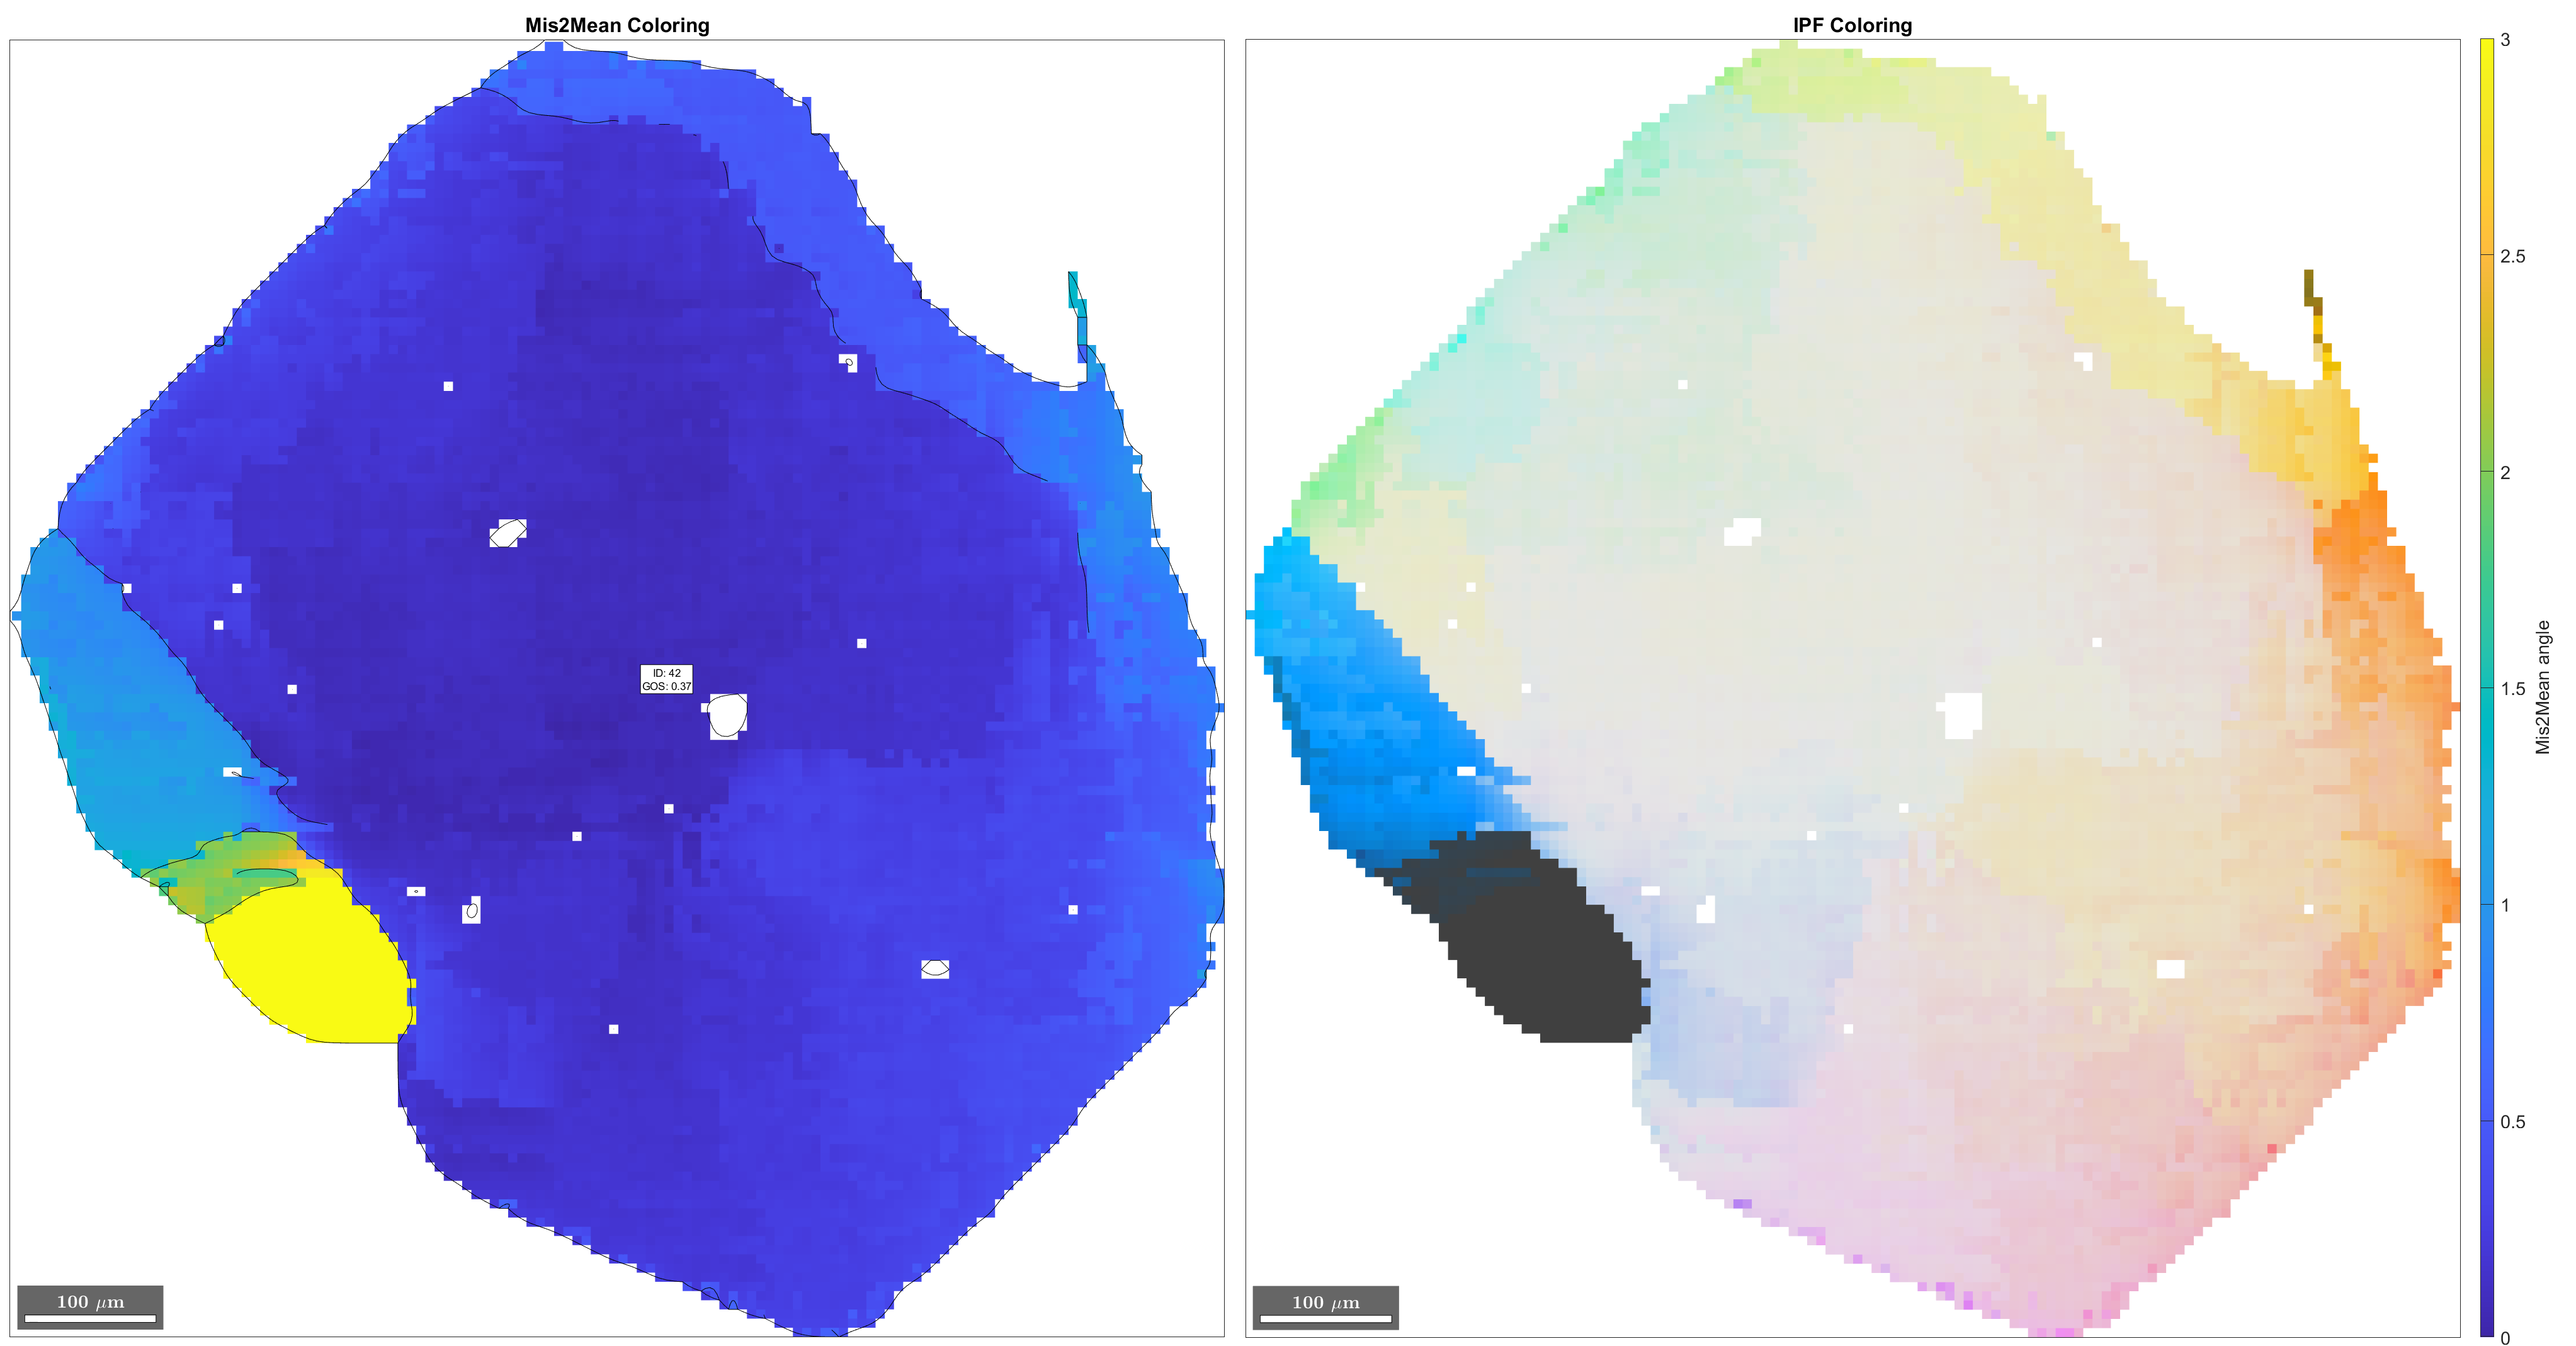 Mis2Mean Coloring
IPF Coloring
ID: 42
GOS: 0.37
100 μm
100 μm
3
2.5
2
1.5
1
0.5
0
Mis2Mean angle